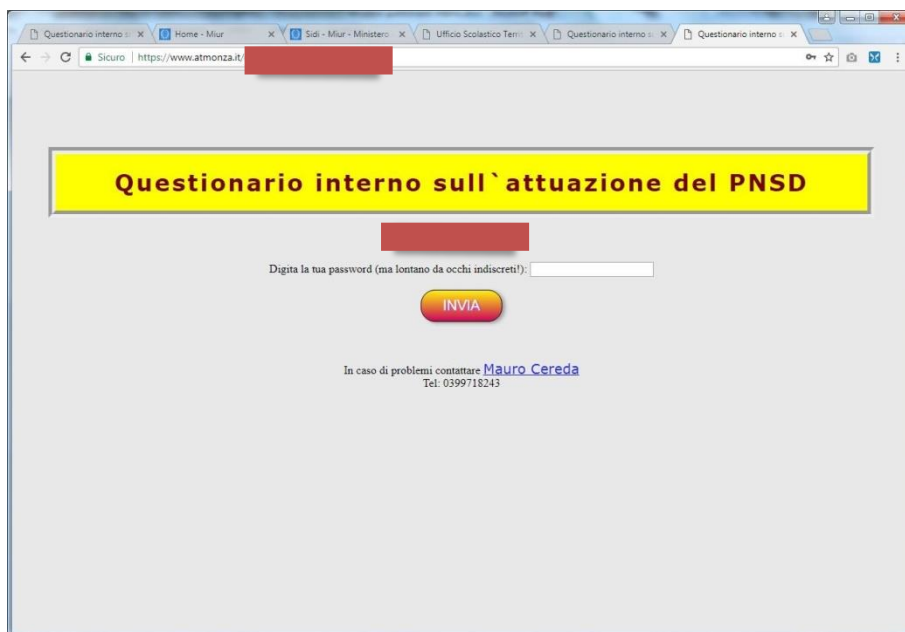 Questionario interno s
Home - Miur
Sidi - Miur - Ministero
Ufficio Scolastico Terri
Questionario interno s
Questionario interno s
Sicuro
https://www.atmonza.it/
Questionario interno sull`attuazione del PNSD
Digita la tua password (ma lontano da occhi indiscreti!):
INVIA
In caso di problemi contattare Mauro Cereda
Tel: 0399718243